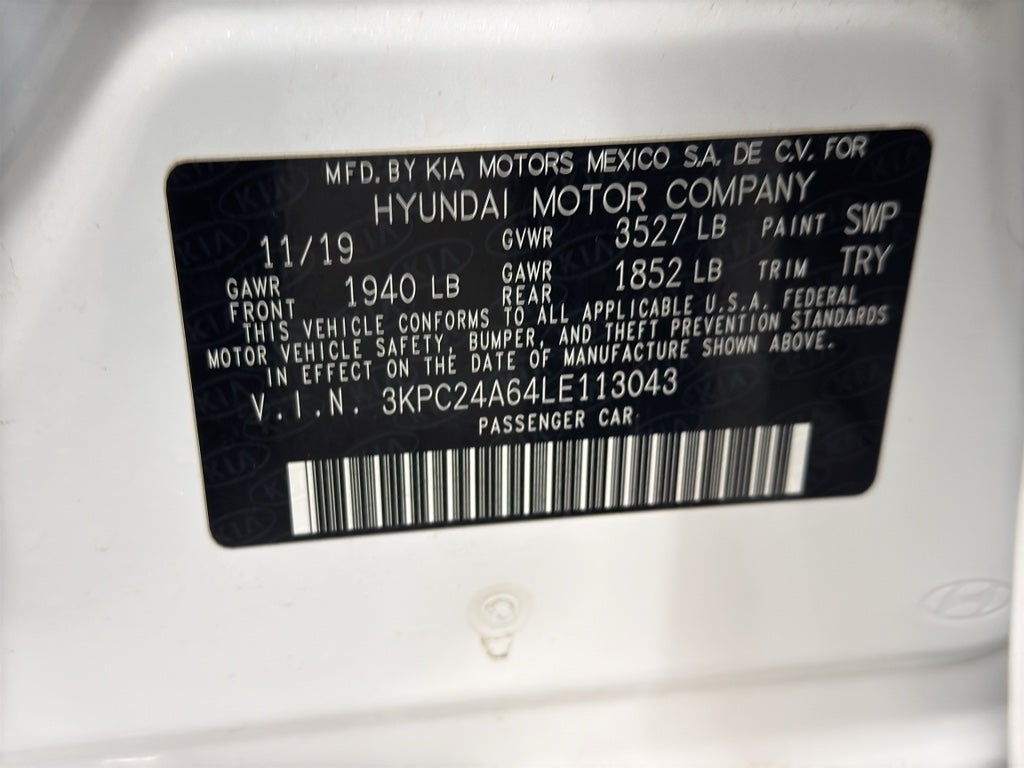 MFD. BY KIA MOTORS MEXICO S.A. DE C.V. FOR
HYUNDAI MOTOR COMPANY
11/19 GVWR 3527 LB PAINT SWP
GAWR FRONT 1940 LB GAWR REAR 1852 LB TRIM TRY
THIS VEHICLE CONFORMS TO ALL APPLICABLE U.S.A. FEDERAL
MOTOR VEHICLE SAFETY, BUMPER, AND THEFT PREVENTION STANDARDS
IN EFFECT ON THE DATE OF MANUFACTURE SHOWN ABOVE.
V.I.N. 3KPC24A64LE113043
PASSENGER CAR